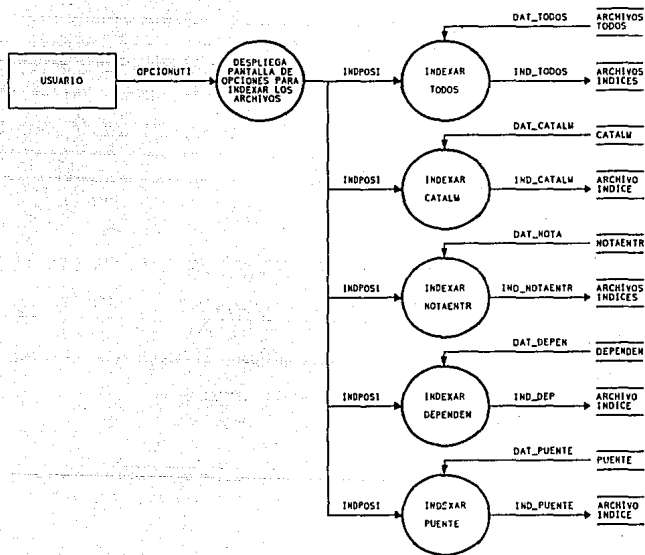 DAT_TODOS
ARCHIVOS
TODOS
USUARIO
OPCIONUTI
DESPLIEGA
PANTALLA DE
OPCIONES PARA
INDEXAR LOS
ARCHIVOS
INDPOSI
INDEXAR
TODOS
IND_TODOS
ARCHIVOS
INDICES
DAT_CATALM
CATALM
INDPOSI
INDEXAR
CATALM
IND_CATALM
ARCHIVO
INDICE
DAT_NOTA
NOTAENTR
INDPOSI
INDEXAR
NOTAENTR
IND_NOTAENTR
ARCHIVOS
INDICES
DAT_DEPEN
DEPENDEN
INDPOSI
INDEXAR
DEPENDEN
IND_DEP
ARCHIVO
INDICE
DAT_PUENTE
PUENTE
INDPOSI
INDEXAR
PUENTE
IND_PUENTE
ARCHIVO
INDICE